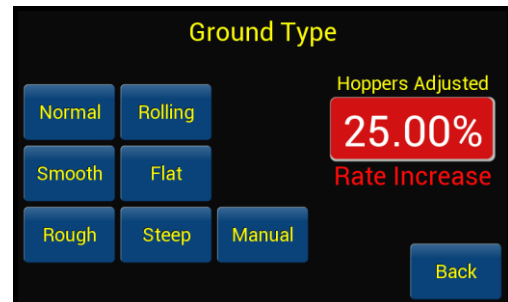 Ground Type
Hoppers Adjusted
25.00%
Rate Increase
Normal
Rolling
Smooth
Flat
Rough
Steep
Manual
Back